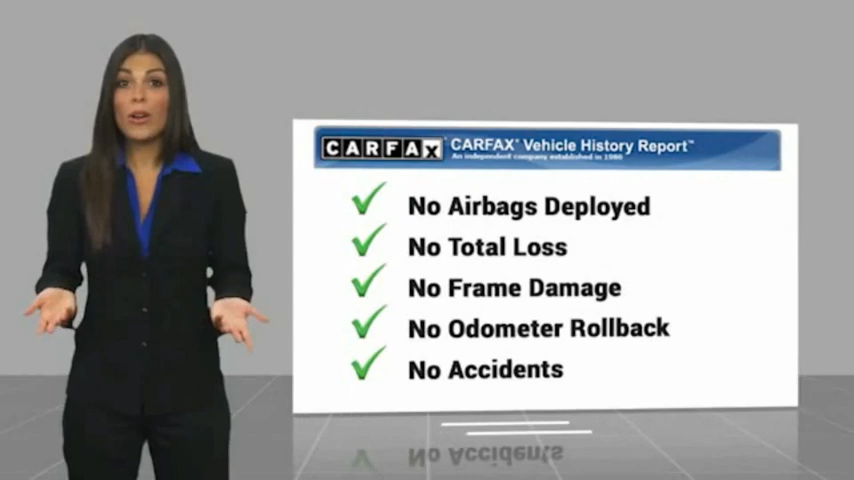 CARFAX CARFAX® Vehicle History Report™
An independent company established in 1986
No Airbags Deployed
No Total Loss
No Frame Damage
No Odometer Rollback
No Accidents
No Accidents